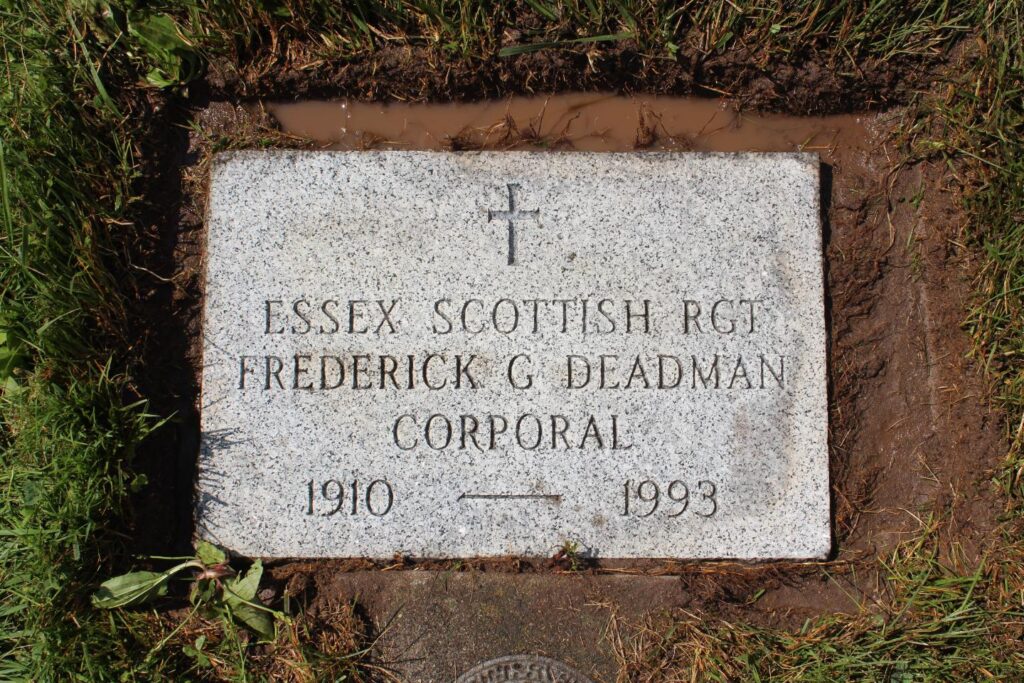 ESSEX SCOTTISH RGT
FREDERICK G DEADMAN
CORPORAL
1910 — 1993